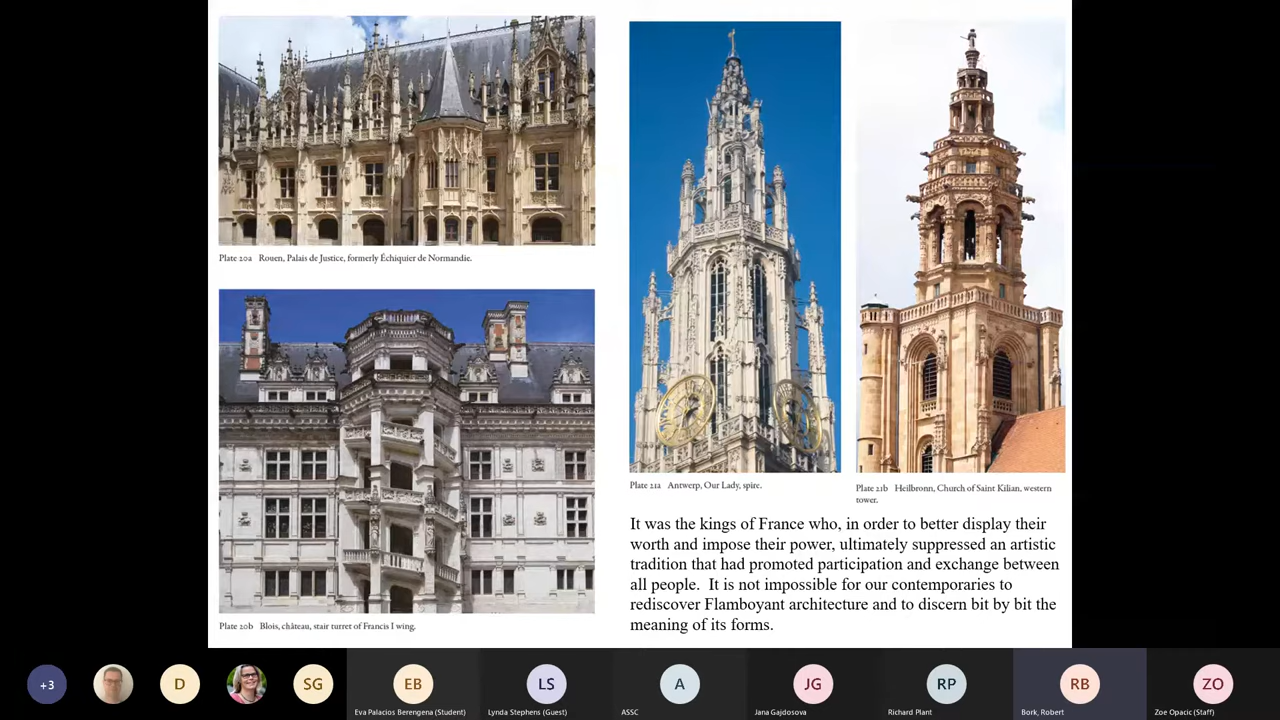 Plate 20a Rouen, Palais de Justice, formerly Échiquier de Normandie.
Plate 20b Blois, château, stair turret of Francis I wing.
Plate 21a Antwerp, Our Lady, spire.
Plate 21b Heilbronn, Church of Saint Kilian, western
tower.
It was the kings of France who, in order to better display their
worth and impose their power, ultimately suppressed an artistic
tradition that had promoted participation and exchange between
all people. It is not impossible for our contemporaries to
rediscover Flamboyant architecture and to discern bit by bit the
meaning of its forms.
+3
D
SG
EB
LS
A
JG
RP
RB
ZO
Eva Palacios Berengena (Student)
Lynda Stephens (Guest)
ASSC
Jana Gajdosova
Richard Plant
Bork, Robert
Zoe Opacic (Staff)